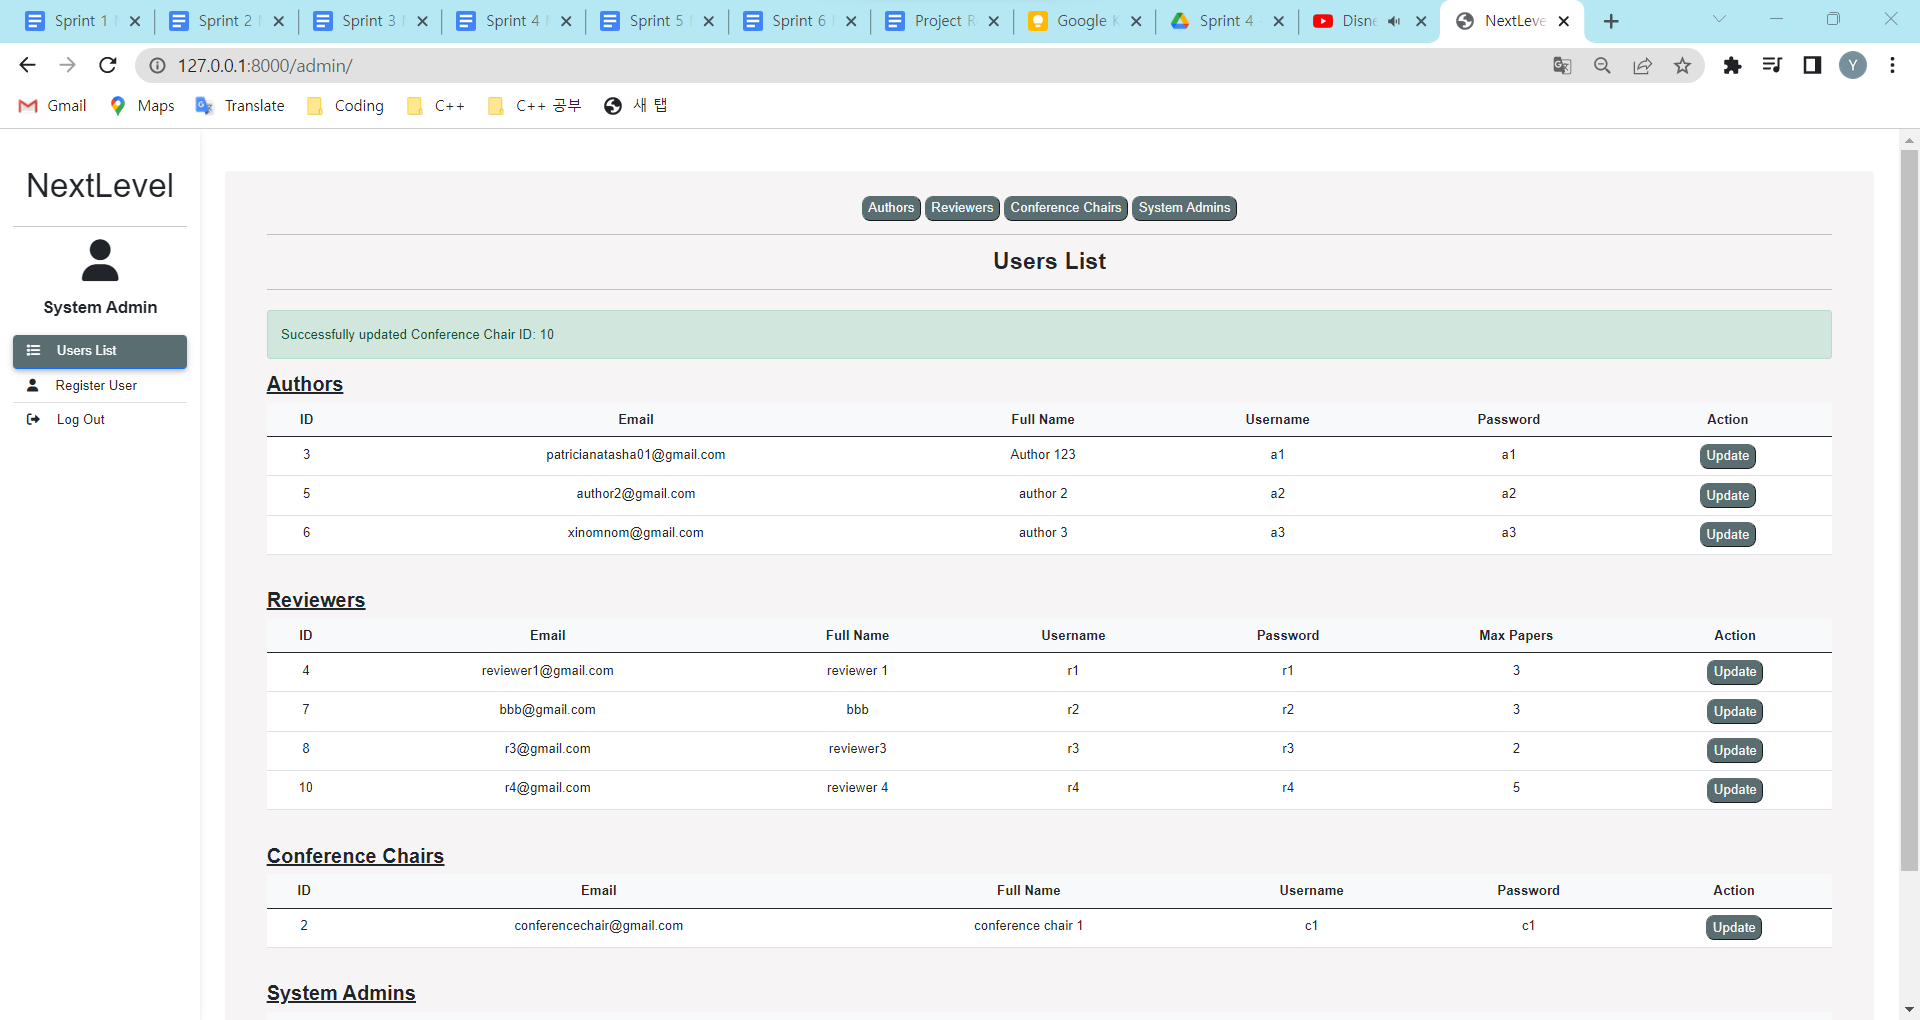 Sprint 1 Sprint 2 Sprint 3 Sprint 4 Sprint 5 Sprint 6 Project R Google K Sprint 4 Disne NextLeve
127.0.0.1:8000/admin/ Y
Gmail Maps Translate Coding C++ C++ 공부 새 탭
NextLevel
System Admin
Users List
Register User
Log Out
Authors Reviewers Conference Chairs System Admins
Users List
Successfully updated Conference Chair ID: 10
Authors
ID Email Full Name Username Password Action
3 patricianatasha01@gmail.com Author 123 a1 a1 Update
5 author2@gmail.com author 2 a2 a2 Update
6 xinomnom@gmail.com author 3 a3 a3 Update
Reviewers
ID Email Full Name Username Password Max Papers Action
4 reviewer1@gmail.com reviewer 1 r1 r1 3 Update
7 bbb@gmail.com bbb r2 r2 3 Update
8 r3@gmail.com reviewer3 r3 r3 2 Update
10 r4@gmail.com reviewer 4 r4 r4 5 Update
Conference Chairs
ID Email Full Name Username Password Action
2 conferencechair@gmail.com conference chair 1 c1 c1 Update
System Admins